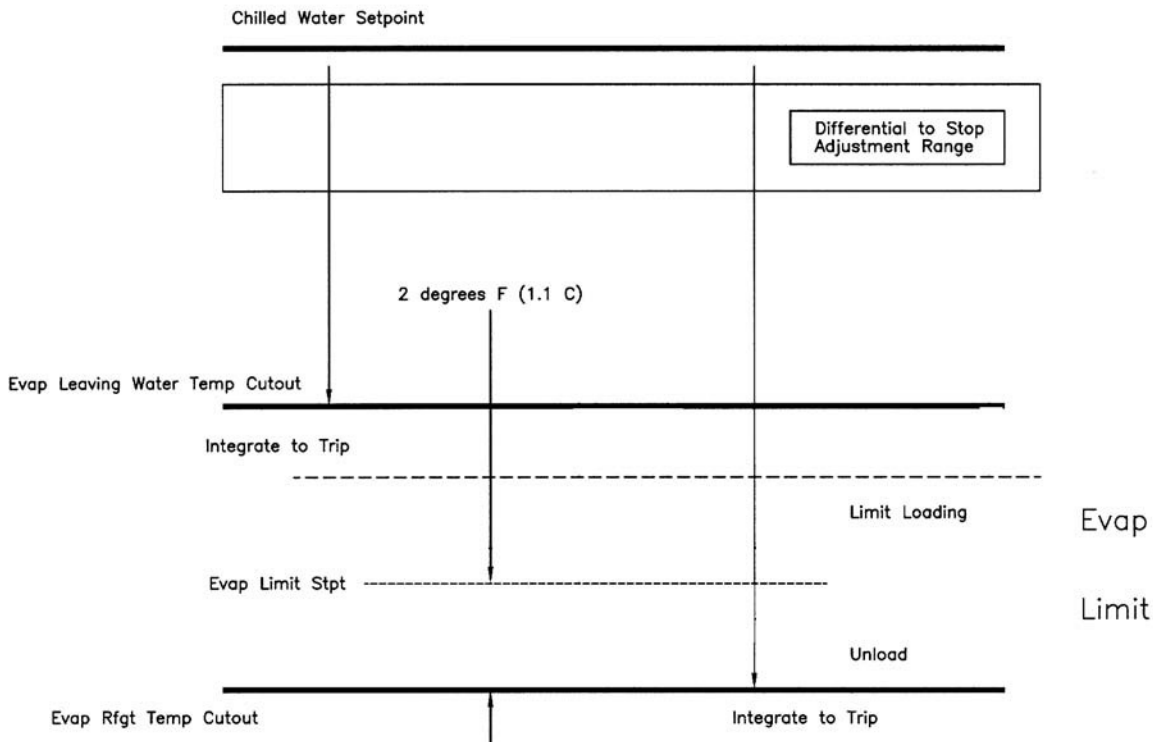 Chilled Water Setpoint
Differential to Stop
Adjustment Range
2 degrees F (1.1 C)
Evap Leaving Water Temp Cutout
Integrate to Trip
Limit Loading
Evap
Evap Limit Stpt
Limit
Unload
Evap Rfgt Temp Cutout
Integrate to Trip